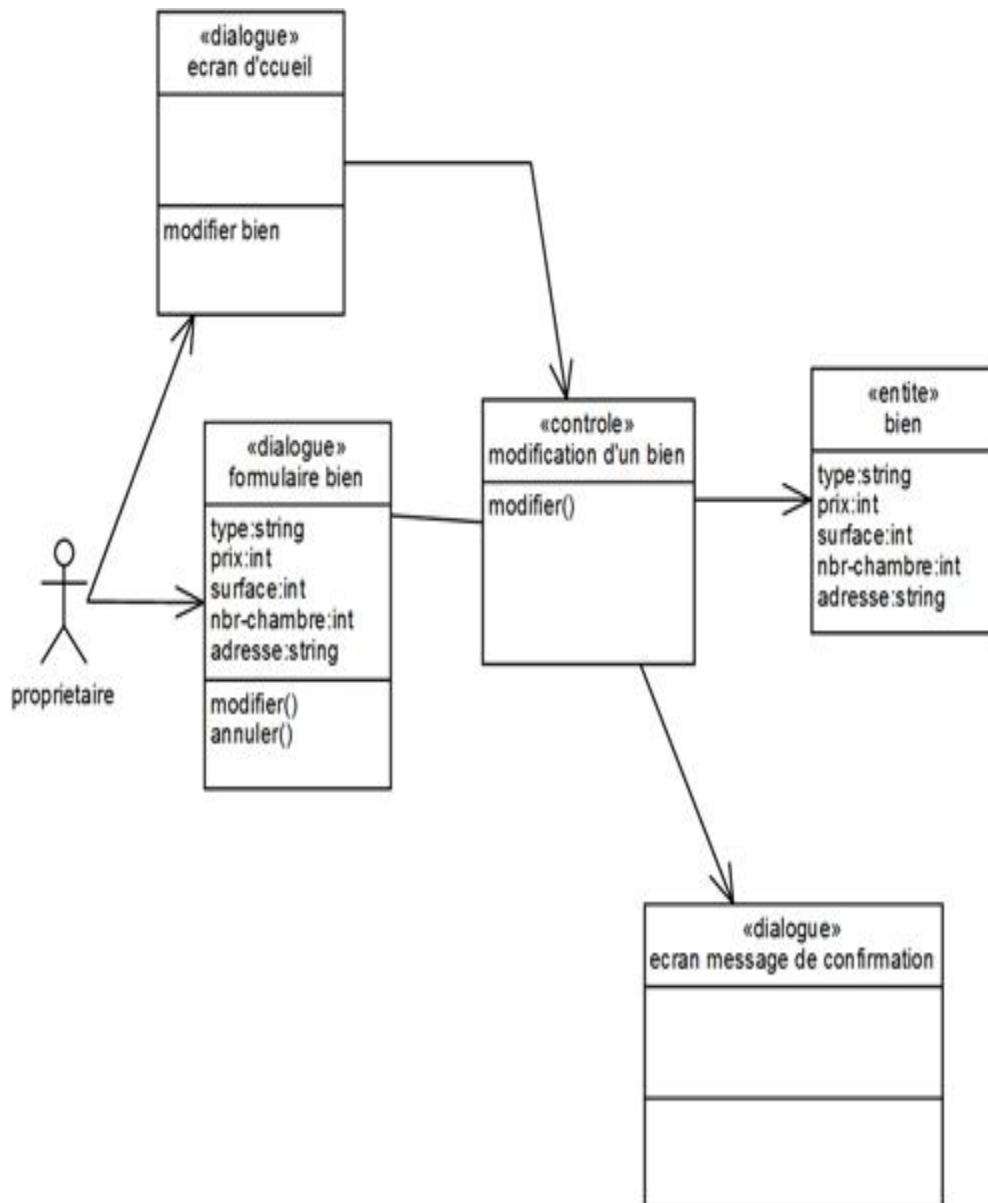 «dialogue»
ecran d'ccueil
modifier bien
«dialogue»
formulaire bien
type:string
prix:int
surface:int
nbr-chambre:int
adresse:string
modifier()
annuler()
proprietaire
«controle»
modification d'un bien
modifier()
«entite»
bien
type:string
prix:int
surface:int
nbr-chambre:int
adresse:string
«dialogue»
ecran message de confirmation